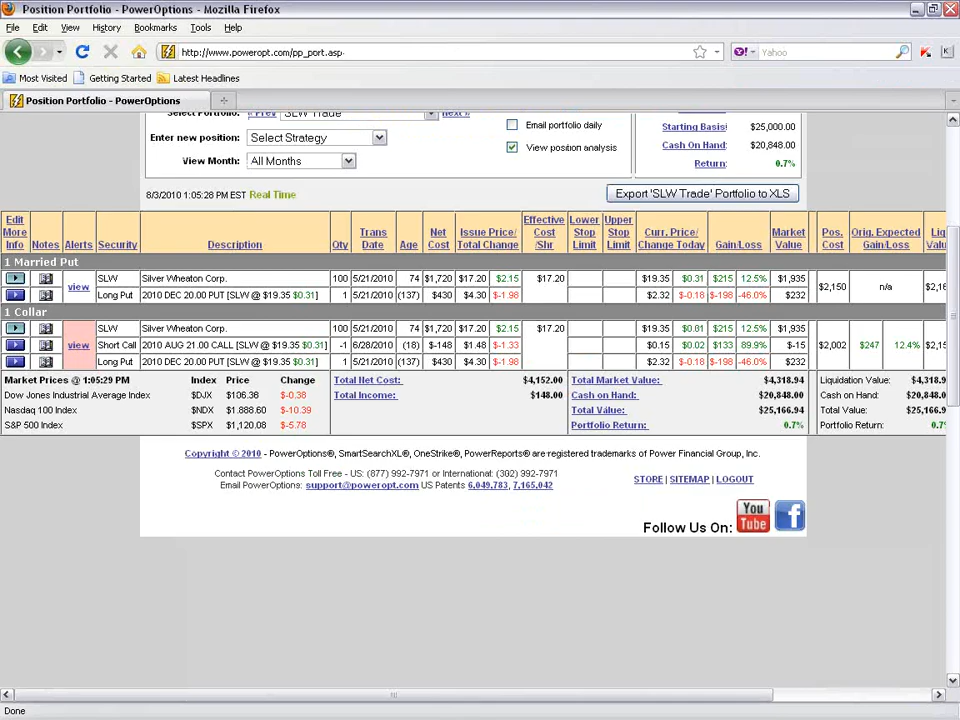 Position Portfolio - PowerOptions - Mozilla Firefox
File Edit View History Bookmarks Tools Help
http://www.poweropt.com/pp_port.asp
Yahoo
Most Visited Getting Started Latest Headlines
Position Portfolio - PowerOptions
Select Portfolio: < Prev SLW Trade next >
Enter new position: Select Strategy
View Month: All Months
Email portfolio daily
View position analysis
Starting Basis: $25,000.00
Cash On Hand: $20,848.00
Return: 0.7%
8/3/2010 1:05:28 PM EST Real Time
Export 'SLW Trade' Portfolio to XLS
Edit More Info Notes Alerts Security Description Qty Trans Date Age Net Cost Issue Price/ Total Change Effective Cost /Shr Lower Stop Limit Upper Stop Limit Curr. Price/ Change Today Gain/Loss Market Value Pos. Cost Orig. Expected Gain/Loss
1 Married Put
view
SLW Silver Wheaton Corp. 100 5/21/2010 74 $1,720 $17.20 $2.15 $17.20 $19.35 $0.31 $215 12.5% $1,935
Long Put 2010 DEC 20.00 PUT [SLW @ $19.35 $0.31] 1 5/21/2010 (137) $430 $4.30 $-1.98 $2.32 $-0.18 $-198 -46.0% $232
$2,150 n/a
1 Collar
view
SLW Silver Wheaton Corp. 100 5/21/2010 74 $1,720 $17.20 $2.15 $17.20 $19.35 $0.31 $215 12.5% $1,935
Short Call 2010 AUG 21.00 CALL [SLW @ $19.35 $0.31] -1 6/28/2010 (18) $-148 $1.48 $-1.33 $0.15 $0.02 $133 89.9% $-15
$2,002 $247 12.4%
Long Put 2010 DEC 20.00 PUT [SLW @ $19.35 $0.31] 1 5/21/2010 (137) $430 $4.30 $-1.98 $2.32 $-0.18 $-198 -46.0% $232
Market Prices @ 1:05:29 PM Index Price Change
Dow Jones Industrial Average Index $DJX $106.38 $-0.38
Nasdaq 100 Index $NDX $1,888.60 $-10.39
S&P 500 Index $SPX $1,120.08 $-5.78
Total Net Cost: $4,152.00
Total Income: $148.00
Total Market Value: $4,318.94
Cash on Hand: $20,848.00
Total Value: $25,166.94
Portfolio Return: 0.7%
Liquidation Value: $4,318.9
Cash on Hand: $20,848.0
Total Value: $25,166.9
Portfolio Return: 0.7%
Copyright © 2010 - PowerOptions®, SmartSearchXL®, OneStrike®, PowerReports® are registered trademarks of Power Financial Group, Inc.
Contact PowerOptions Toll Free - US: (877) 992-7971 or International: (302) 992-7971
Email PowerOptions: support@poweropt.com US Patents 6,049,783, 7,165,042
STORE | SITEMAP | LOGOUT
Follow Us On: You Tube f
Done